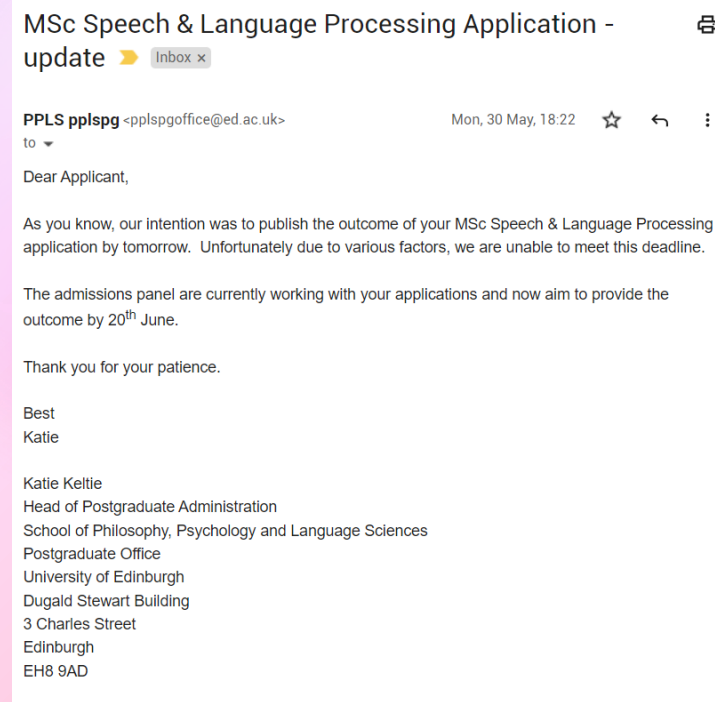 MSc Speech & Language Processing Application -
update Inbox x
PPLS pplspg <pplspgoffice@ed.ac.uk> Mon, 30 May, 18:22
to
Dear Applicant,
As you know, our intention was to publish the outcome of your MSc Speech & Language Processing
application by tomorrow.  Unfortunately due to various factors, we are unable to meet this deadline.
The admissions panel are currently working with your applications and now aim to provide the
outcome by 20th June.
Thank you for your patience.
Best
Katie
Katie Keltie
Head of Postgraduate Administration
School of Philosophy, Psychology and Language Sciences
Postgraduate Office
University of Edinburgh
Dugald Stewart Building
3 Charles Street
Edinburgh
EH8 9AD